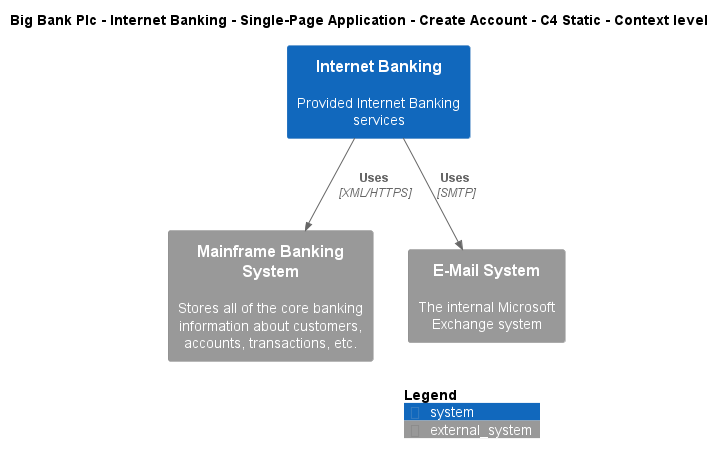 Big Bank Plc - Internet Banking - Single-Page Application - Create Account - C4 Static - Context level
Internet Banking
Provided Internet Banking
services
Uses
[XML/HTTPS]
Uses
[SMTP]
Mainframe Banking
System
Stores all of the core banking
information about customers,
accounts, transactions, etc.
E-Mail System
The internal Microsoft
Exchange system
Legend
system
external_system